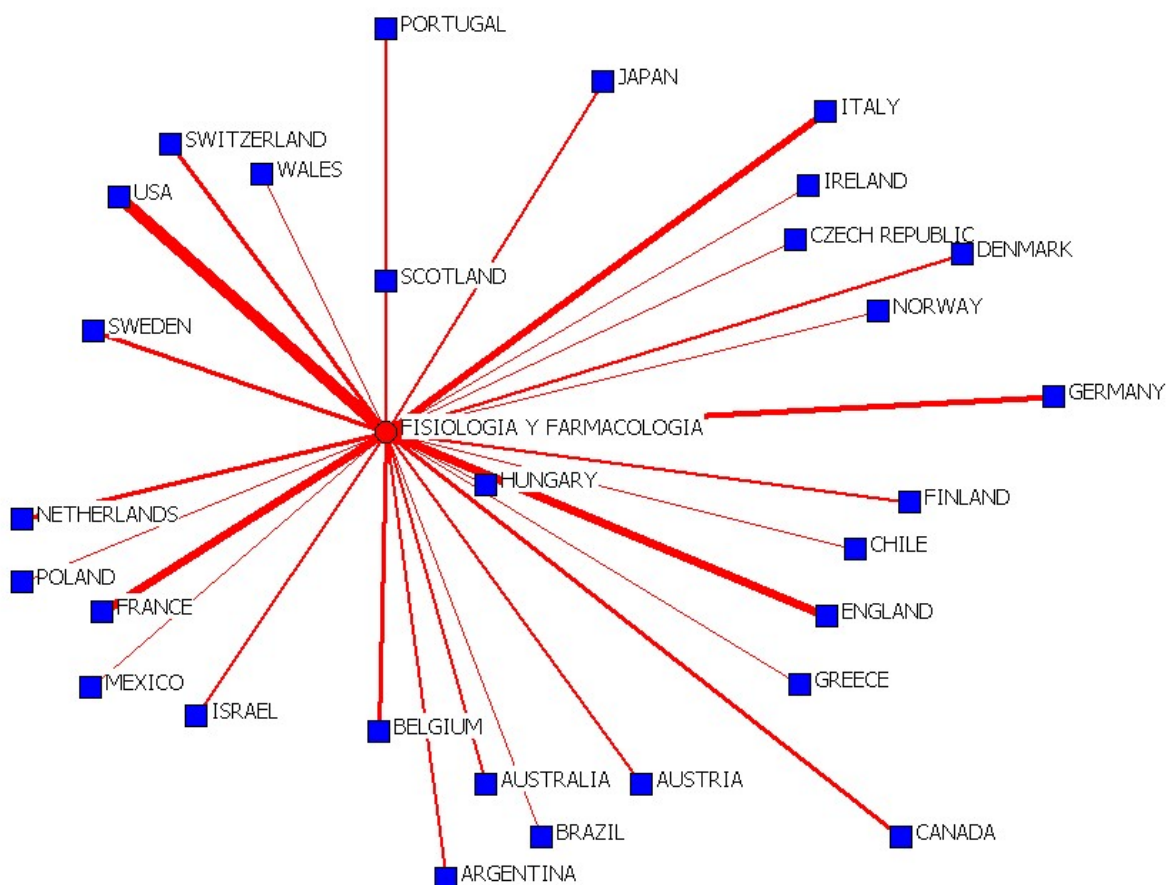 PORTUGAL
JAPAN
ITALY
SWITZERLAND
WALES
IRELAND
USA
CZECH REPUBLIC
DENMARK
SCOTLAND
NORWAY
SWEDEN
GERMANY
FISIOLOGIA Y FARMACOLOGIA
HUNGARY
FINLAND
NETHERLANDS
CHILE
POLAND
FRANCE
ENGLAND
MEXICO
GREECE
ISRAEL
BELGIUM
AUSTRALIA
AUSTRIA
BRAZIL
CANADA
ARGENTINA